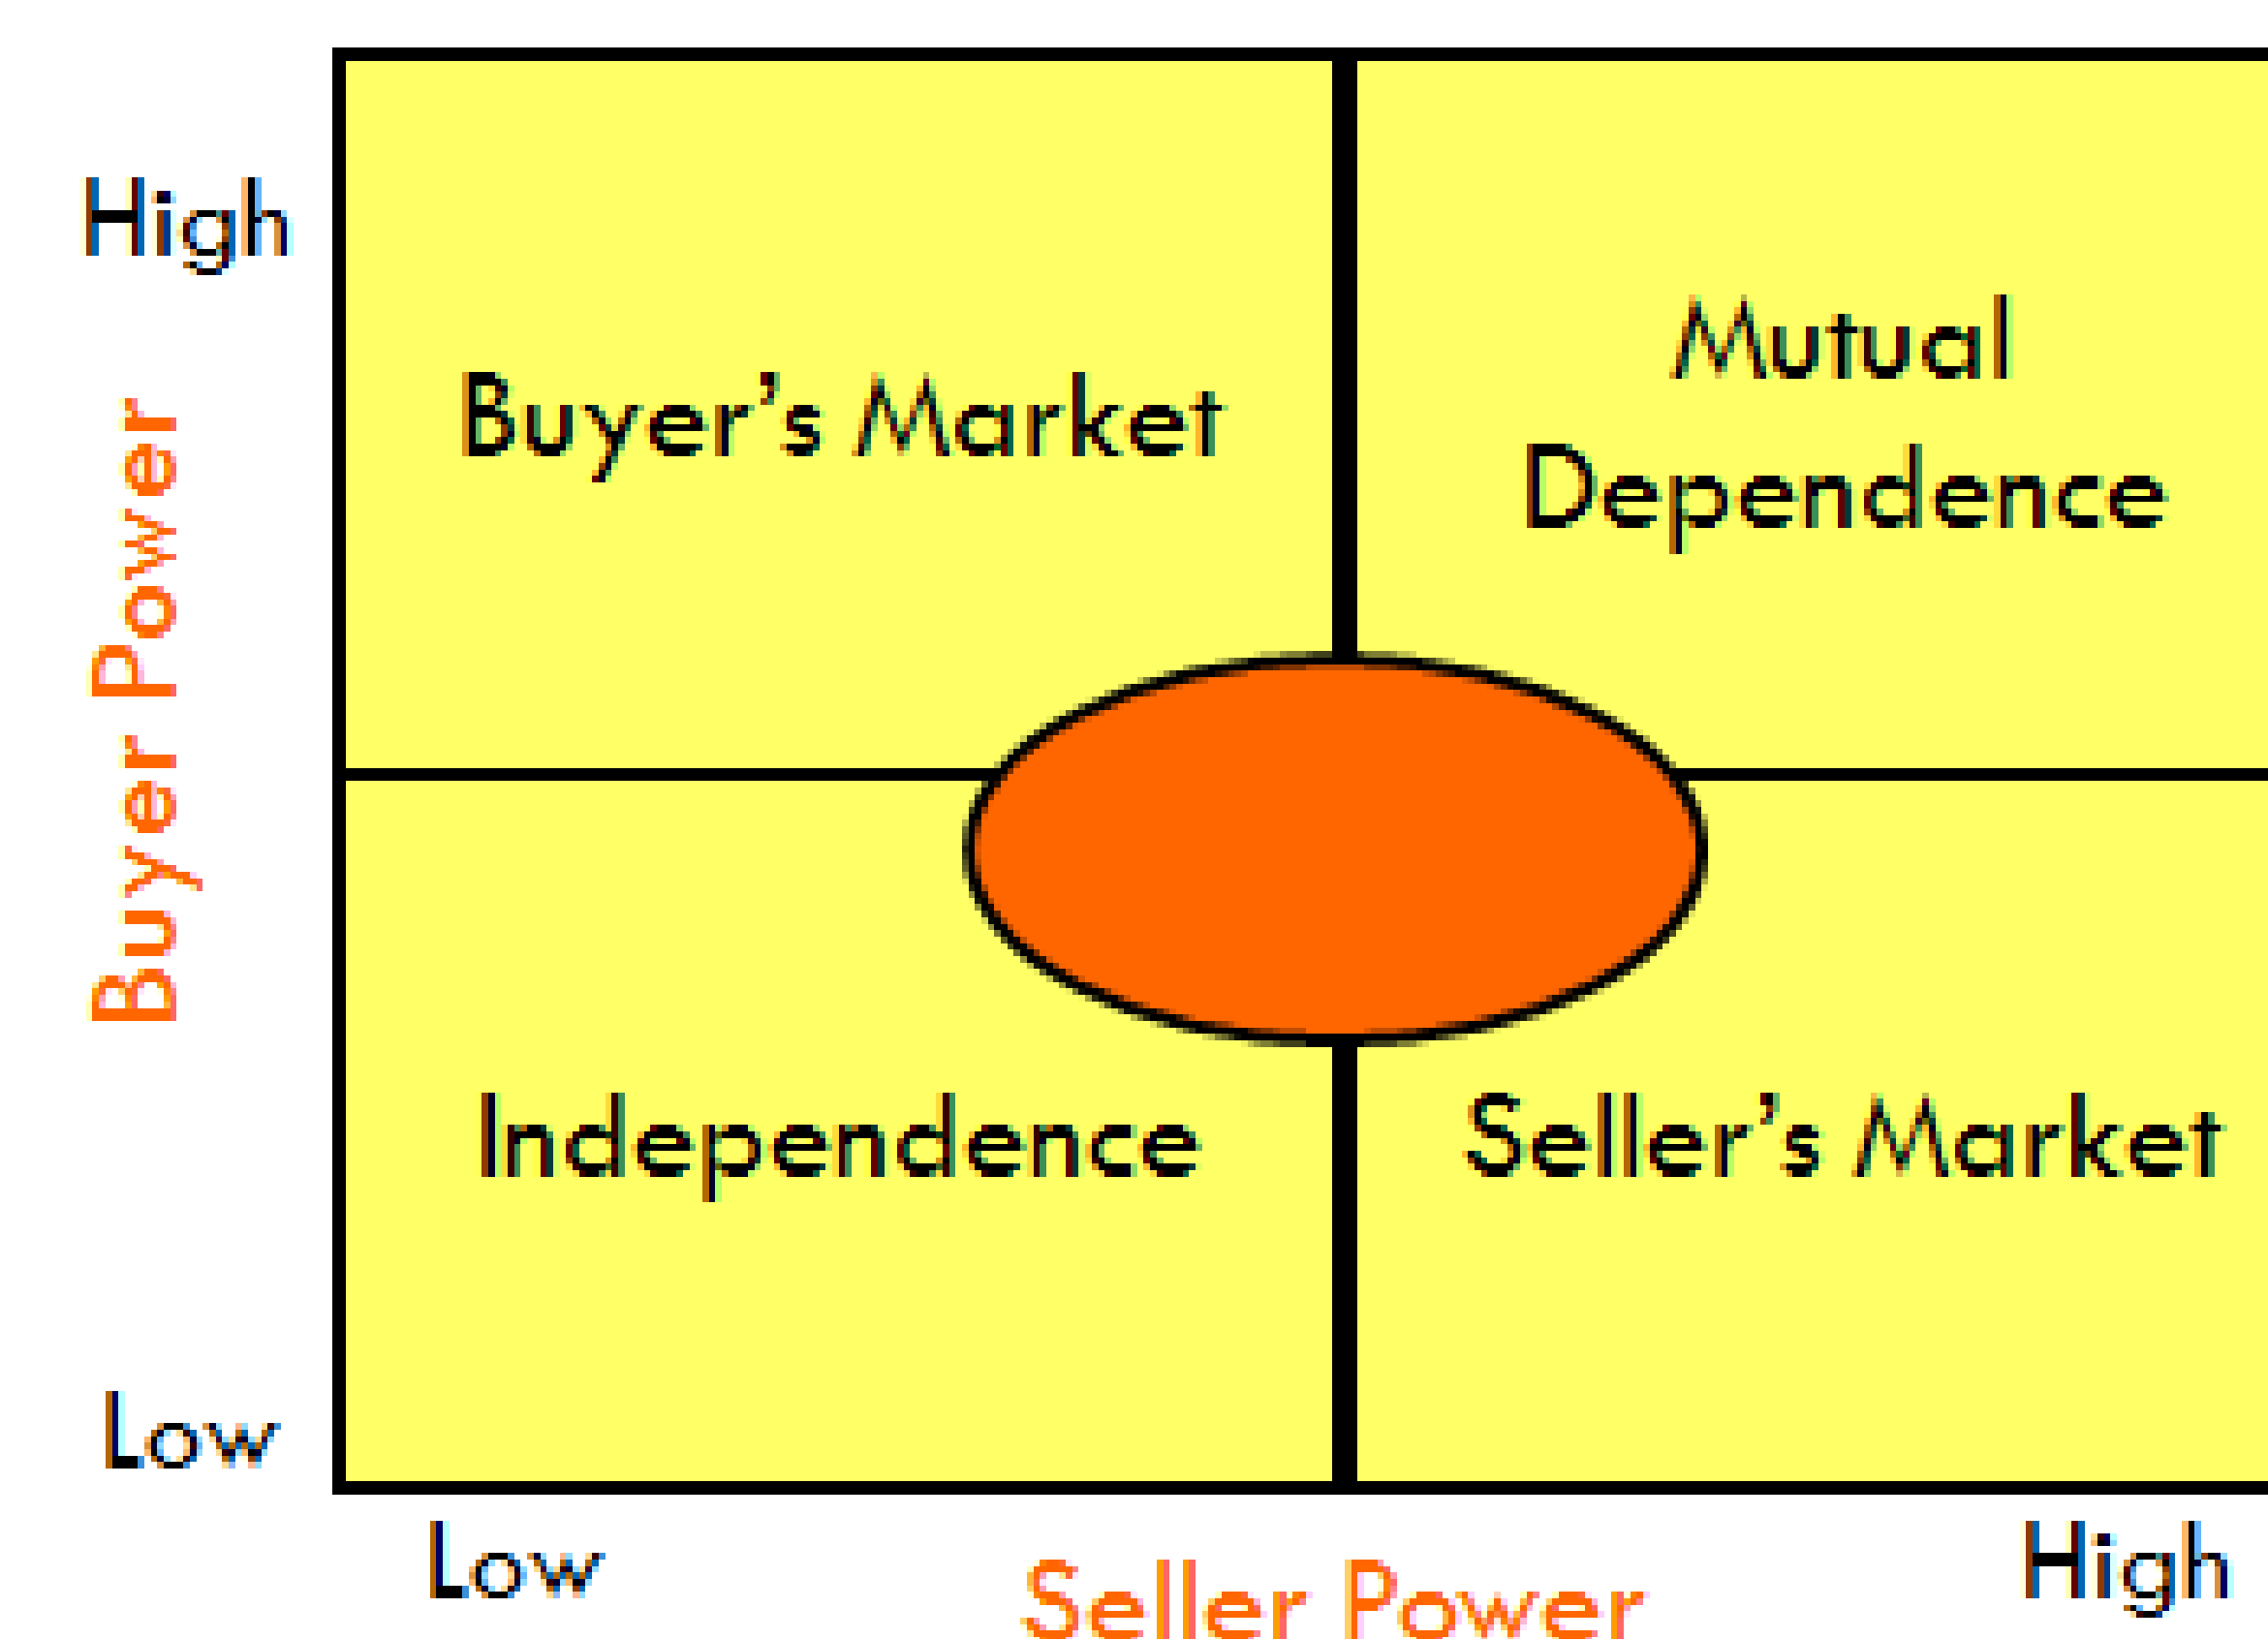 High
Buyer's Market
Mutual
Dependence
Buyer Power
Independence
Seller's Market
Low
Low
High
Seller Power